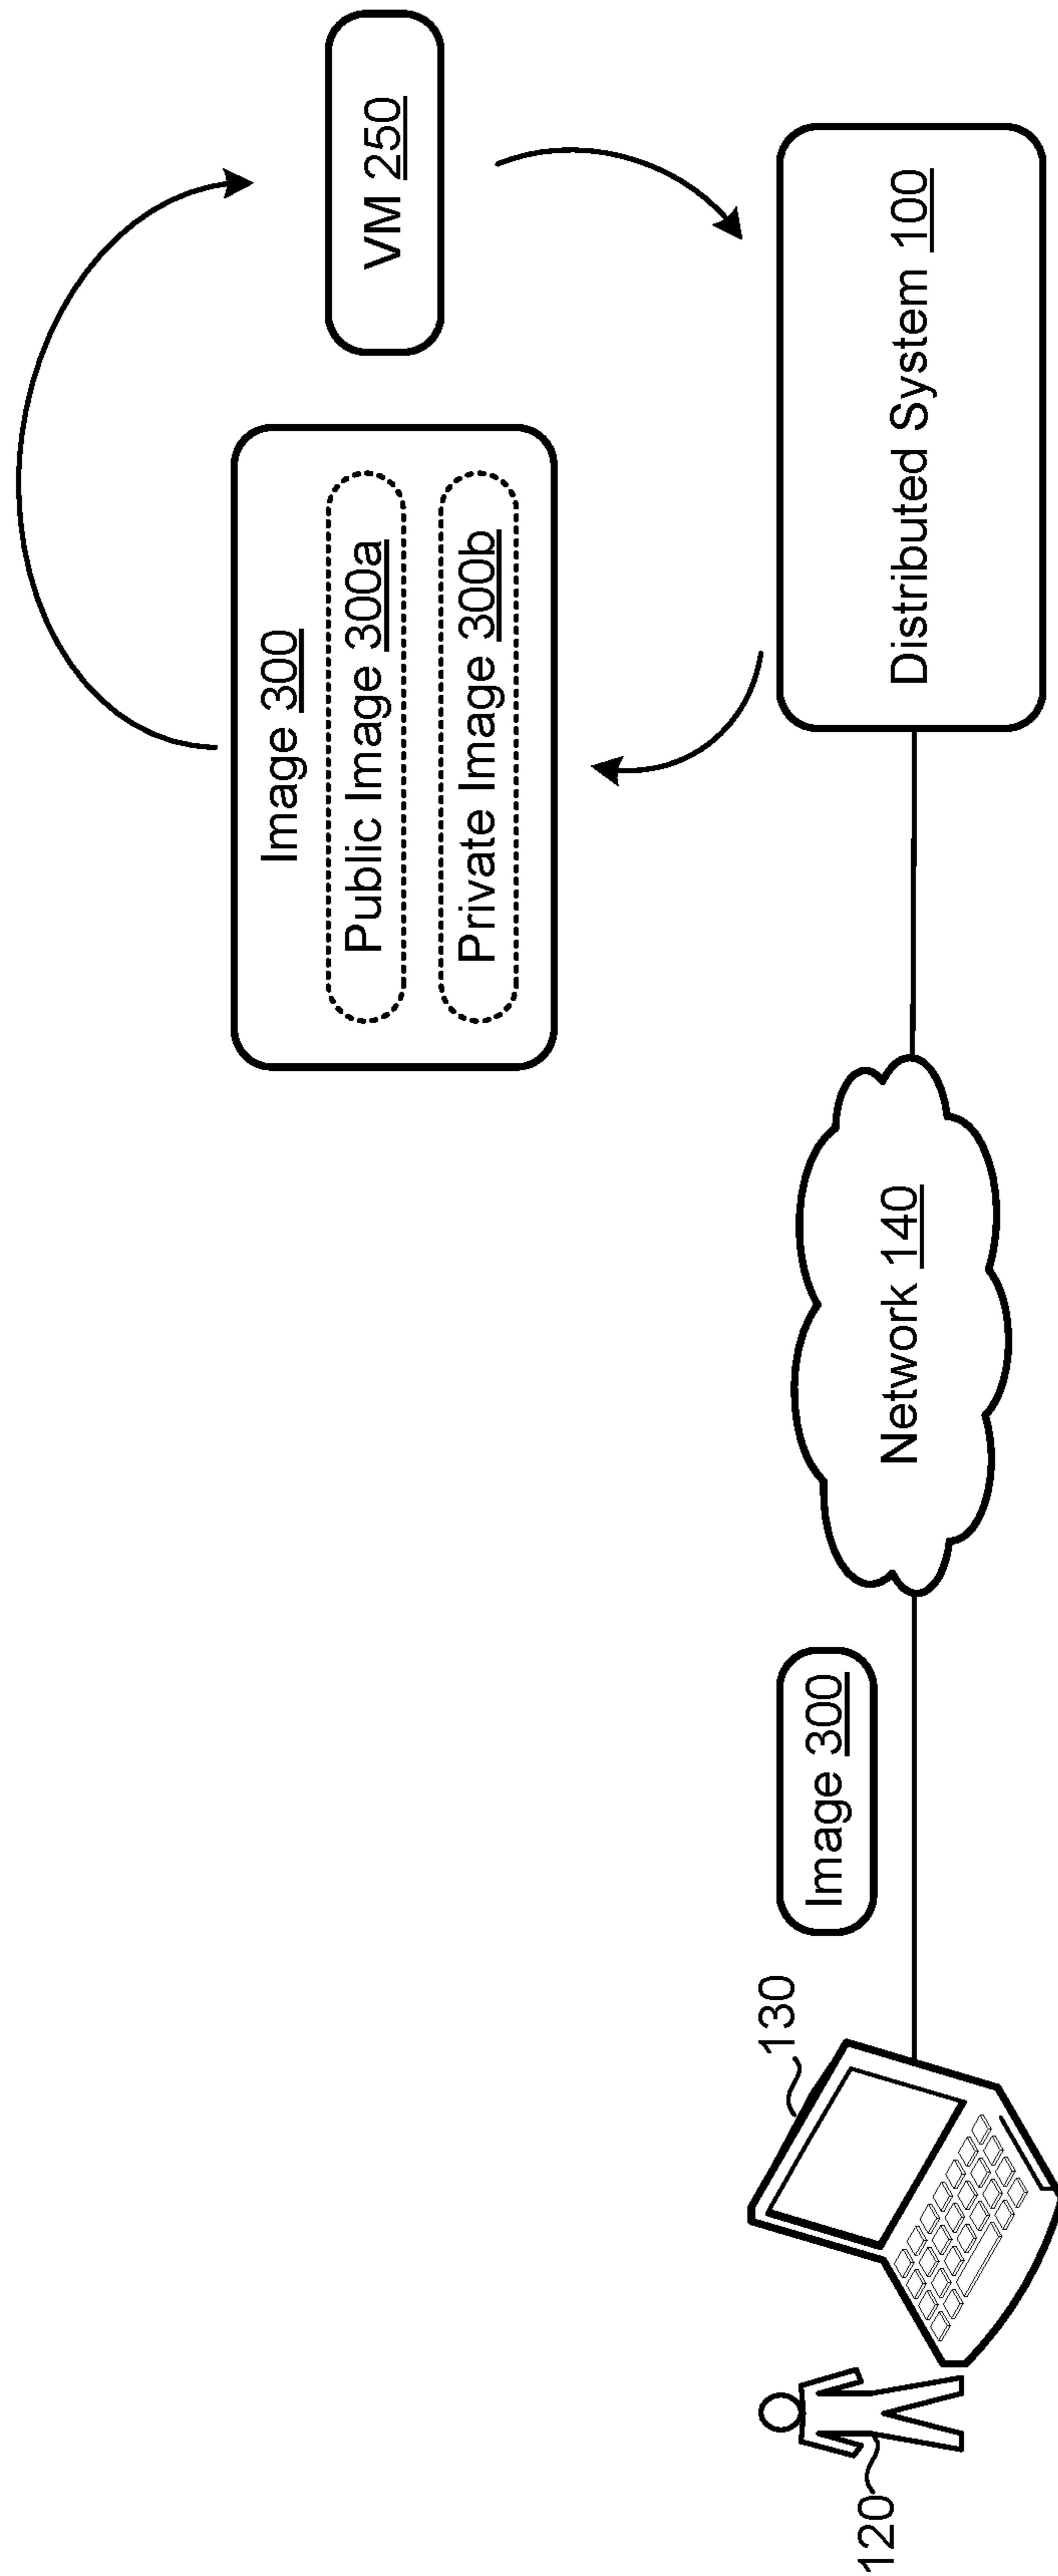 Image 300
Public Image 300a
Private Image 300b
VM 250
120
130
Image 300
Network 140
Distributed System 100